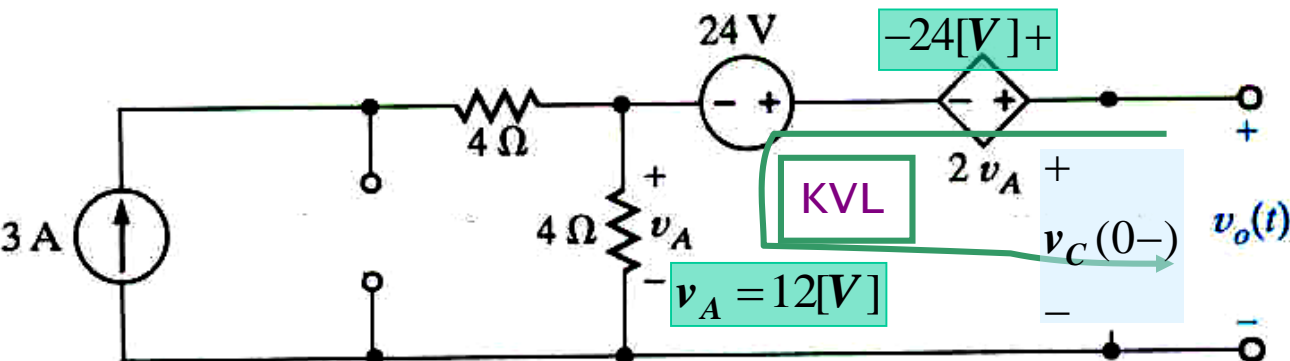 24 V
−24[V]+
− +
− +
4 Ω
2 v_A
+
+
+
KVL
3 A
4 Ω
v_A
v_C (0−)
v_o(t)
−
v_A = 12[V]
−
−